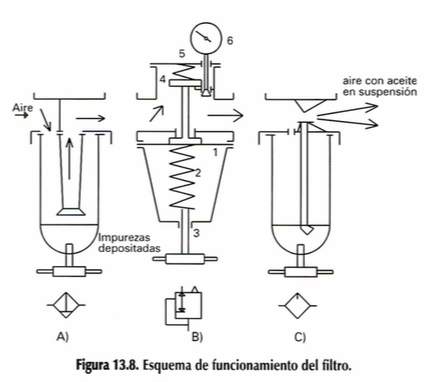 6
5
4
Aire
aire con aceite
en suspensión
1
2
3
Impurezas
depositadas
A)
B)
C)
Figura 13.8. Esquema de funcionamiento del filtro.